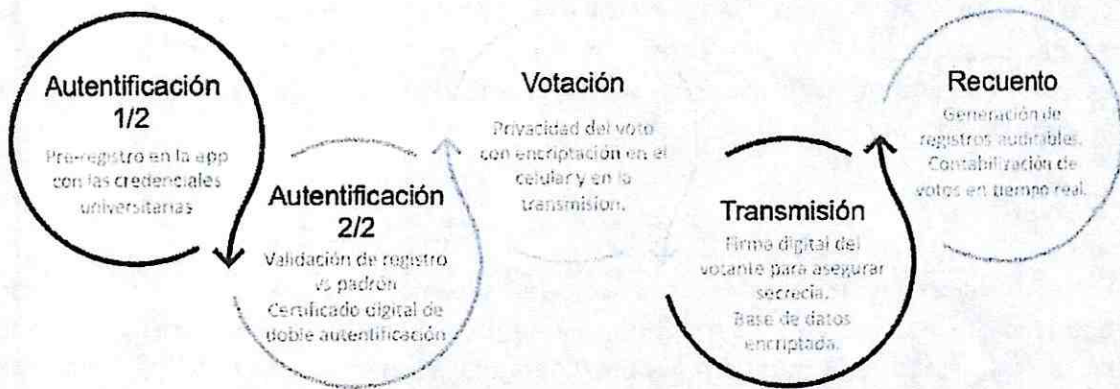 Autentificación
1/2
Pre-registro en la app
con las credenciales
universitarias
Autentificación
2/2
Validación de registro
vs padrón
Certificado digital de
doble autentificación
Votación
Privacidad del voto
con encriptación en el
celular y en la
transmision.
Transmisión
Firma digital del
votante para asegurar
secrecia.
Base de datos
encriptada.
Recuento
Generación de
registros auditables.
Contabilización de
votos en tiempo real.